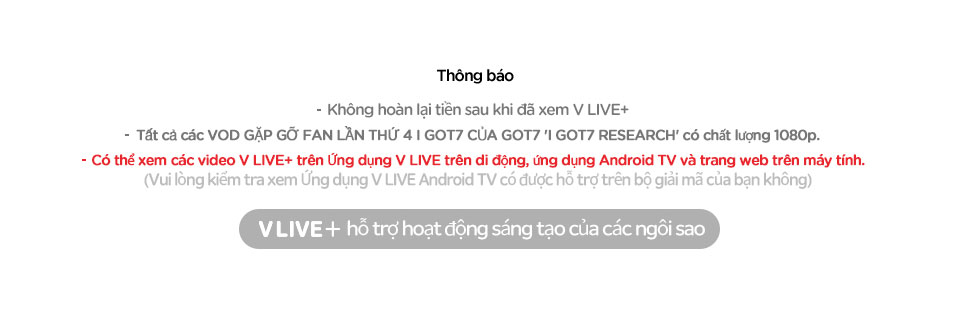 Thông báo
- Không hoàn lại tiền sau khi đã xem V LIVE+
- Tất cả các VOD GẶP GỠ FAN LẦN THỨ 4 I GOT7 CỦA GOT7 'I GOT7 RESEARCH' có chất lượng 1080p.
- Có thể xem các video V LIVE+ trên Ứng dụng V LIVE trên di động, ứng dụng Android TV và trang web trên máy tính.
(Vui lòng kiểm tra xem Ứng dụng V LIVE Android TV có được hỗ trợ trên bộ giải mã của bạn không)
V LIVE+ hỗ trợ hoạt động sáng tạo của các ngôi sao